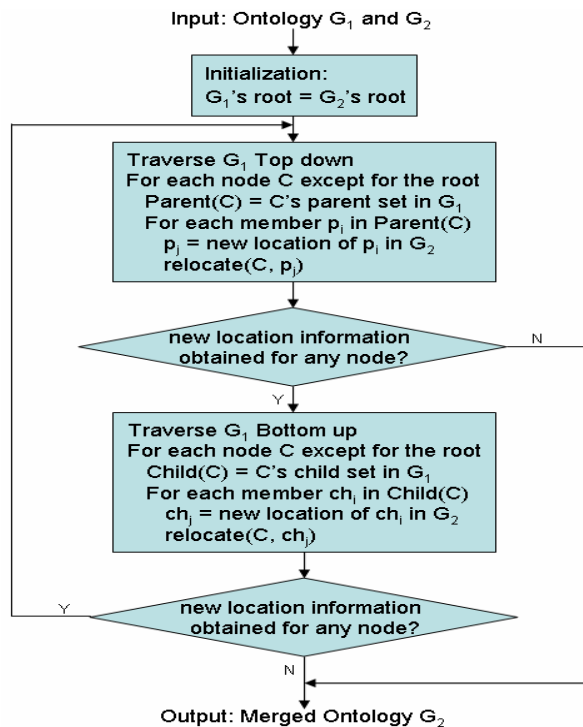 Input: Ontology G₁ and G₂
Initialization:
G₁'s root = G₂'s root
Traverse G₁ Top down
For each node C except for the root
Parent(C) = C's parent set in G₁
For each member pᵢ in Parent(C)
pⱼ = new location of pᵢ in G₂
relocate(C, pⱼ)
new location information
obtained for any node?
N
Y
Traverse G₁ Bottom up
For each node C except for the root
Child(C) = C's child set in G₁
For each member chᵢ in Child(C)
chⱼ = new location of chᵢ in G₂
relocate(C, chⱼ)
Y
new location information
obtained for any node?
N
Output: Merged Ontology G₂